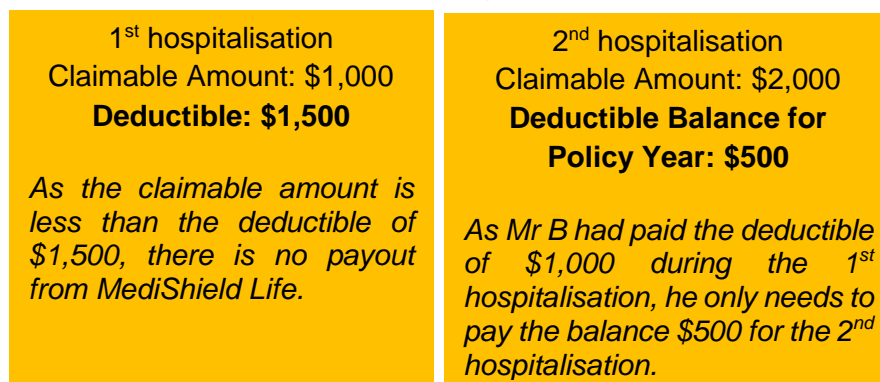 1st hospitalisation
Claimable Amount: $1,000
Deductible: $1,500
As the claimable amount is
less than the deductible of
$1,500, there is no payout
from MediShield Life.
2nd hospitalisation
Claimable Amount: $2,000
Deductible Balance for
Policy Year: $500
As Mr B had paid the deductible
of $1,000 during the 1st
hospitalisation, he only needs to
pay the balance $500 for the 2nd
hospitalisation.